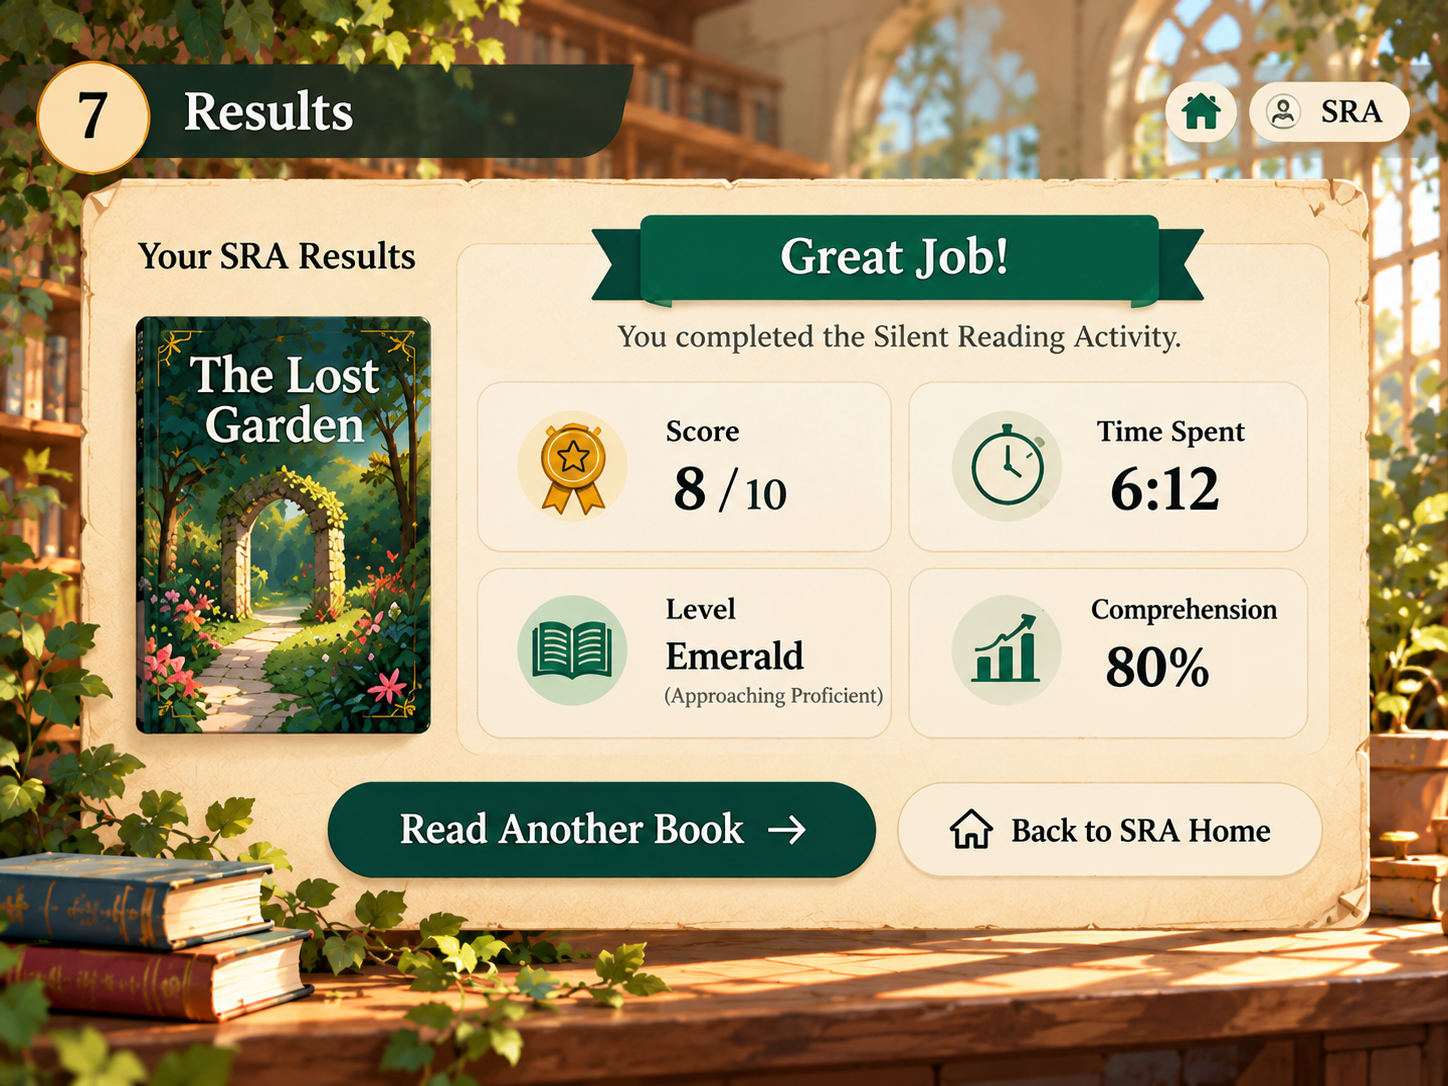 7
Results
SRA
Your SRA Results
The Lost
Garden
Great Job!
You completed the Silent Reading Activity.
Score
8 / 10
Time Spent
6:12
Level
Emerald
(Approaching Proficient)
Comprehension
80%
Read Another Book →
Back to SRA Home